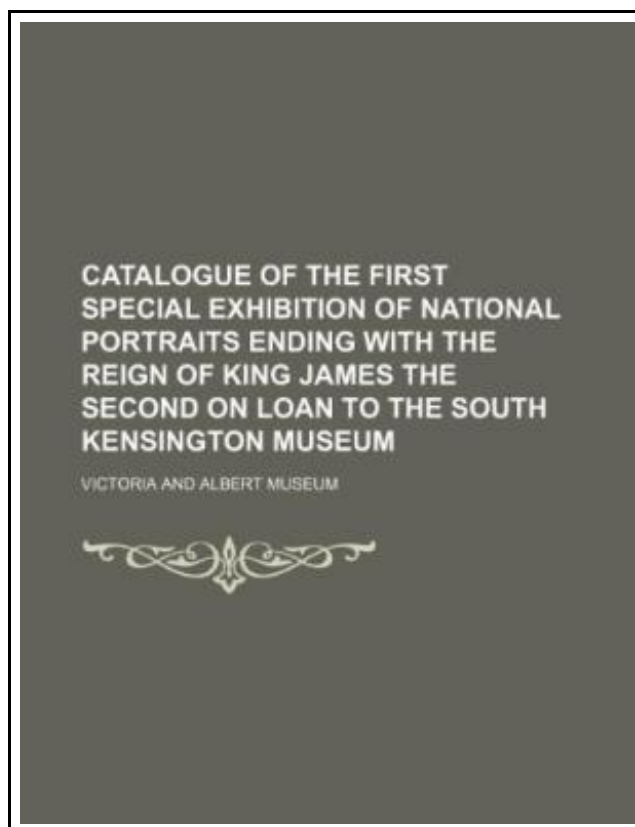 CATALOGUE OF THE FIRST
SPECIAL EXHIBITION OF NATIONAL
PORTRAITS ENDING WITH THE
REIGN OF KING JAMES THE
SECOND ON LOAN TO THE SOUTH
KENSINGTON MUSEUM
VICTORIA AND ALBERT MUSEUM